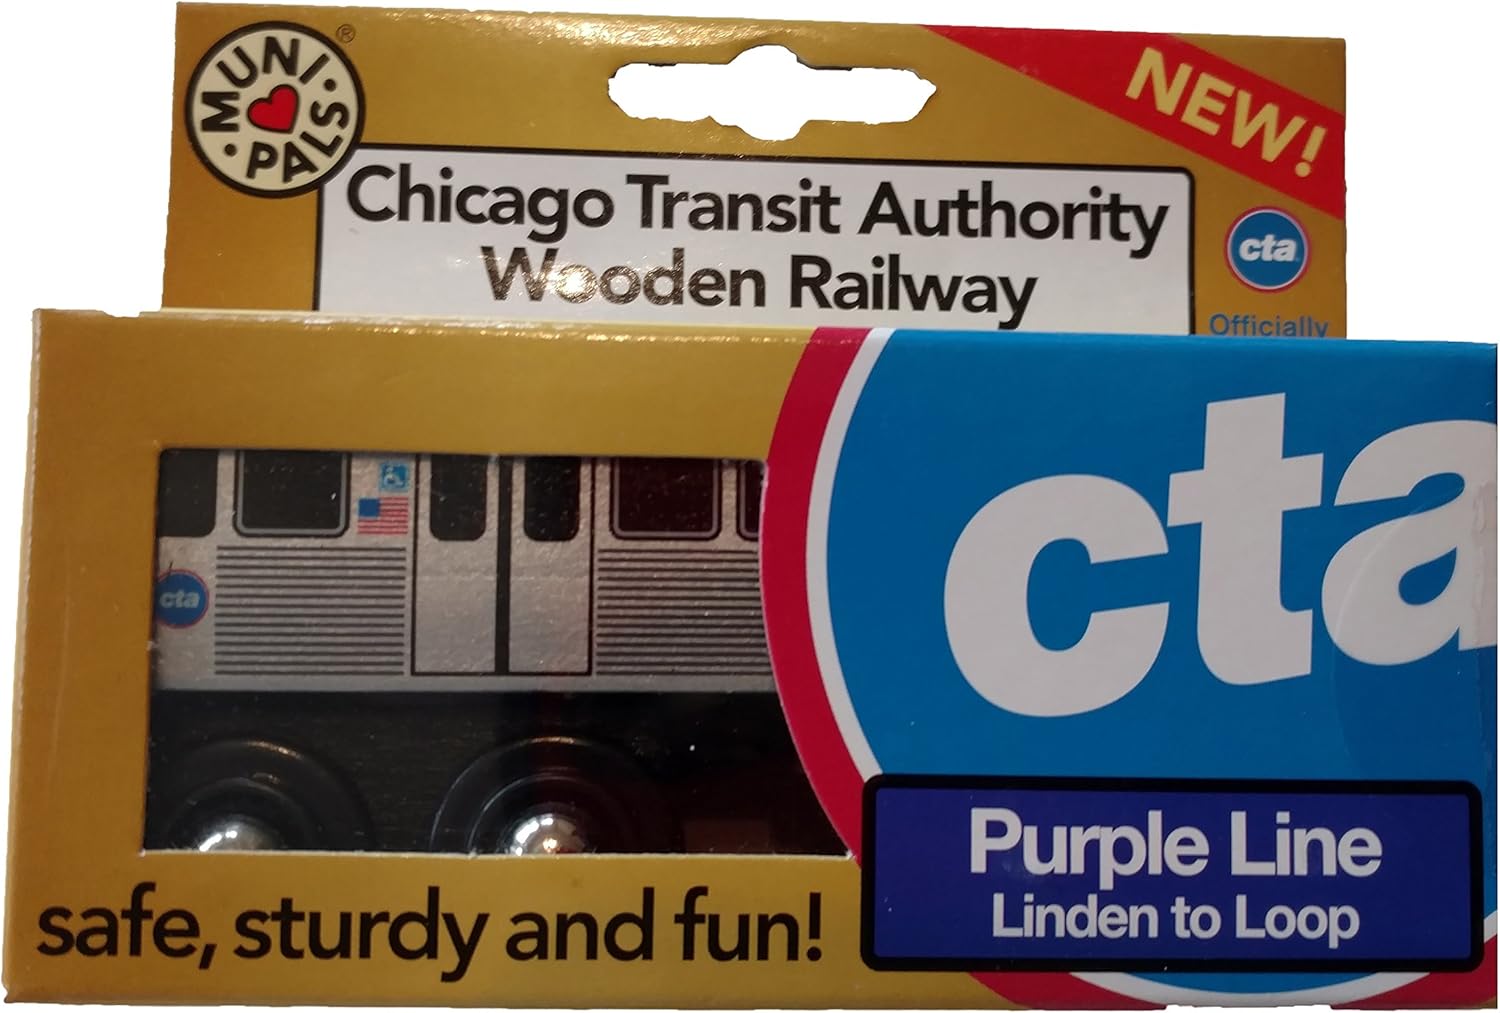 MUNI
PALS
®
NEW!
Chicago Transit Authority
Wooden Railway
cta
Officially
cta
cta
Purple Line
Linden to Loop
safe, sturdy and fun!